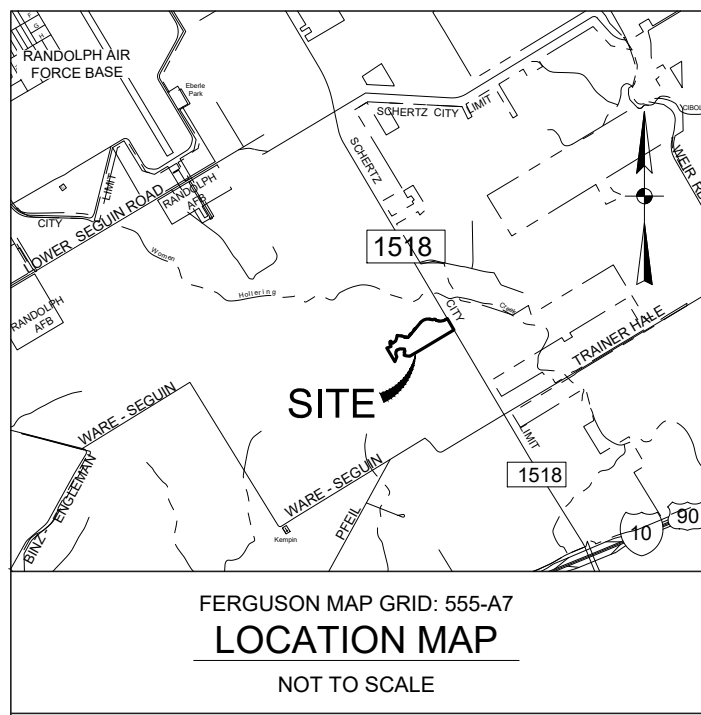 RANDOLPH AIR
FORCE BASE
Eberle
Park
SCHERTZ CITY LIMIT
CIBOL
WEIR R
SCHERTZ
CITY
LIMIT
LOWER SEGUIN ROAD
RANDOLPH
AFB
1518
Women
Hollering
Creek
CITY
RANDOLPH
AFB
TRAINER HALE
SITE
WARE - SEGUIN
LIMIT
WARE - SEGUIN
1518
BINZ - ENGLEMAN
PFEIL
Kempin
10
90
FERGUSON MAP GRID: 555-A7
LOCATION MAP
NOT TO SCALE